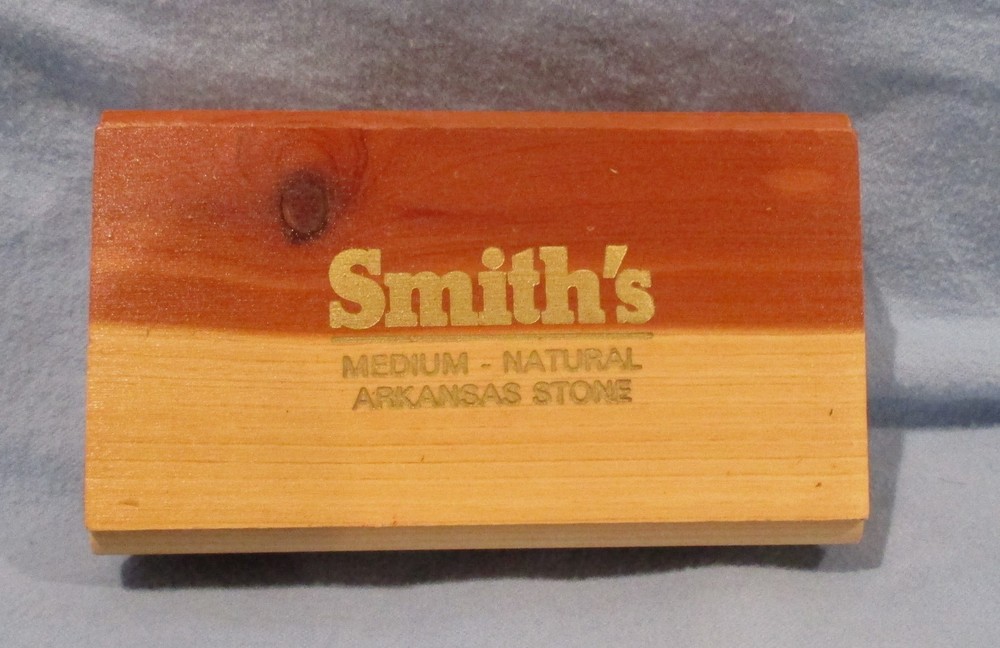 Smith's
MEDIUM - NATURAL
ARKANSAS STONE